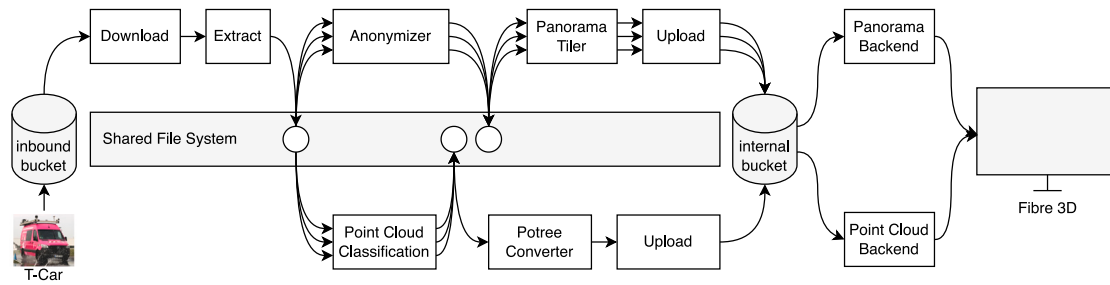 Download
Extract
Anonymizer
Panorama
Tiler
Upload
Panorama
Backend
inbound
bucket
Shared File System
internal
bucket
T-Car
Point Cloud
Classification
Potree
Converter
Upload
Point Cloud
Backend
Fibre 3D